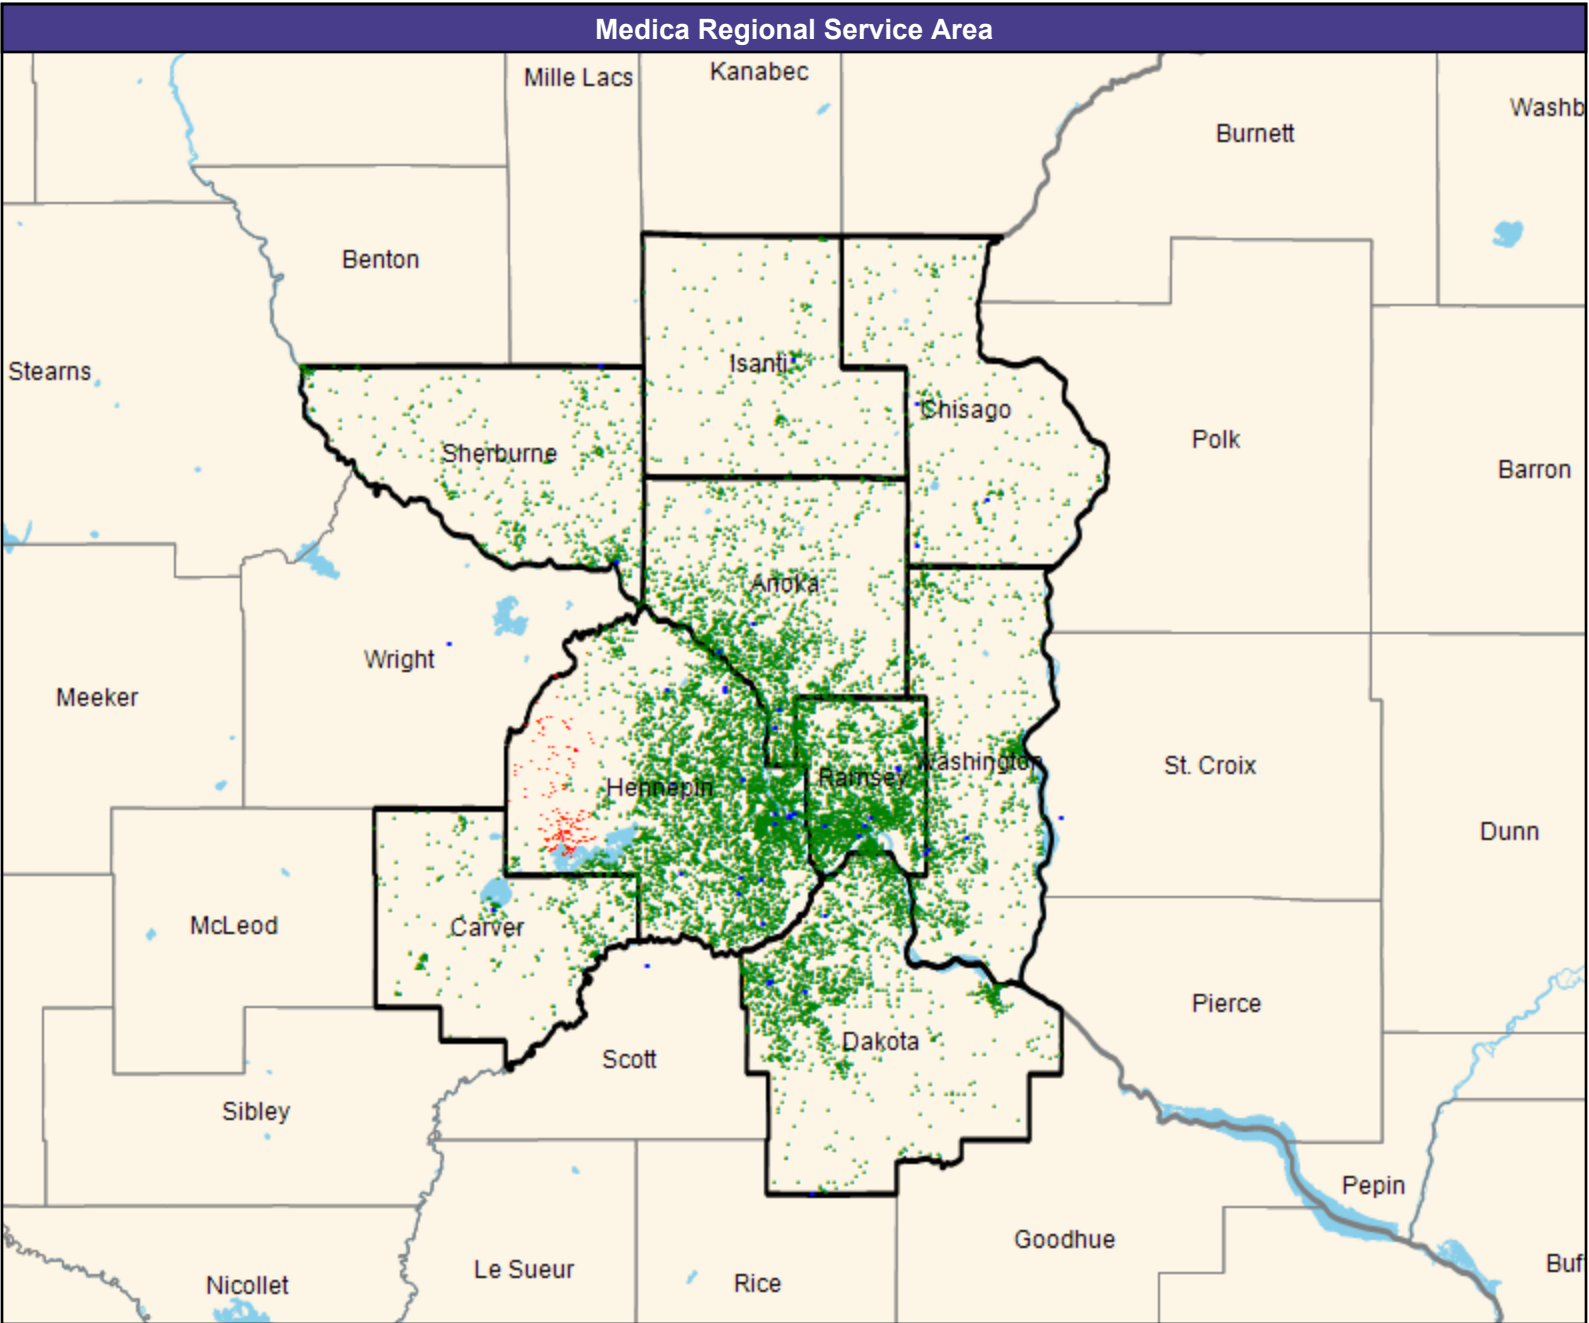 Medica Regional Service Area
Mille Lacs
Kanabec
Washb
Burnett
Benton
Stearns
Isanti
Chisago
Polk
Sherburne
Barron
Anoka
Wright
Meeker
Washington
St. Croix
Ramsey
Hennepin
Dunn
McLeod
Carver
Pierce
Dakota
Scott
Sibley
Pepin
Goodhue
Buf
Le Sueur
Rice
Nicollet